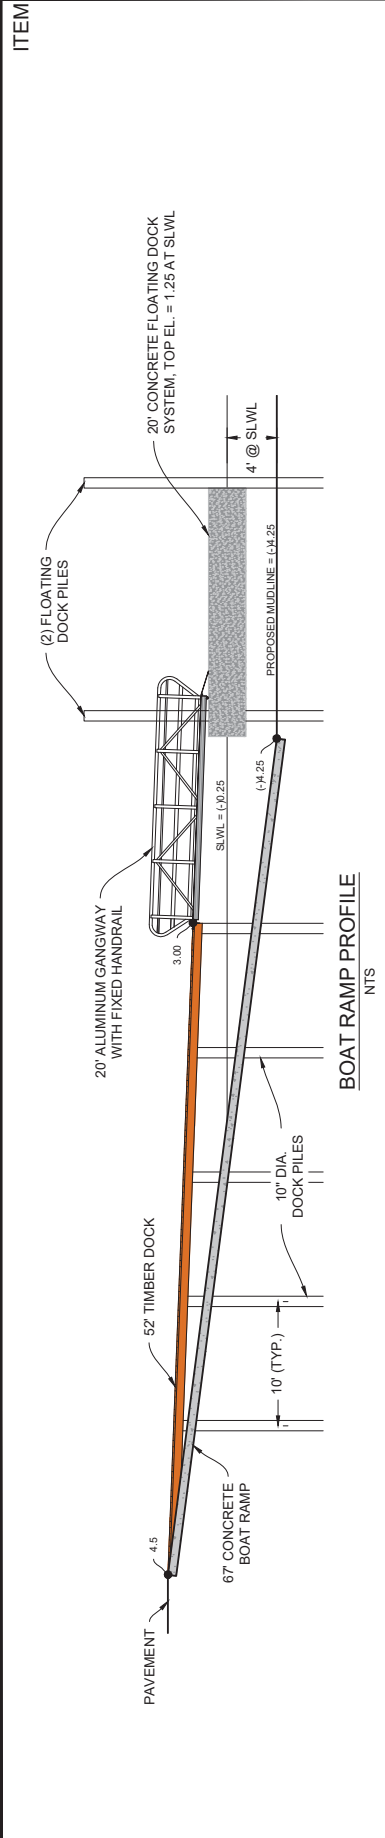 ITEM
PAVEMENT
4.5
52' TIMBER DOCK
20' ALUMINUM GANGWAY
WITH FIXED HANDRAIL
(2) FLOATING
DOCK PILES
20' CONCRETE FLOATING DOCK
SYSTEM, TOP EL. = 1.25 AT SLWL
3.00
SLWL = (-)0.25
4' @ SLWL
PROPOSED MUDLINE = (-)4.25
(-)4.25
67' CONCRETE
BOAT RAMP
10' (TYP.)
10" DIA.
DOCK PILES
BOAT RAMP PROFILE
NTS